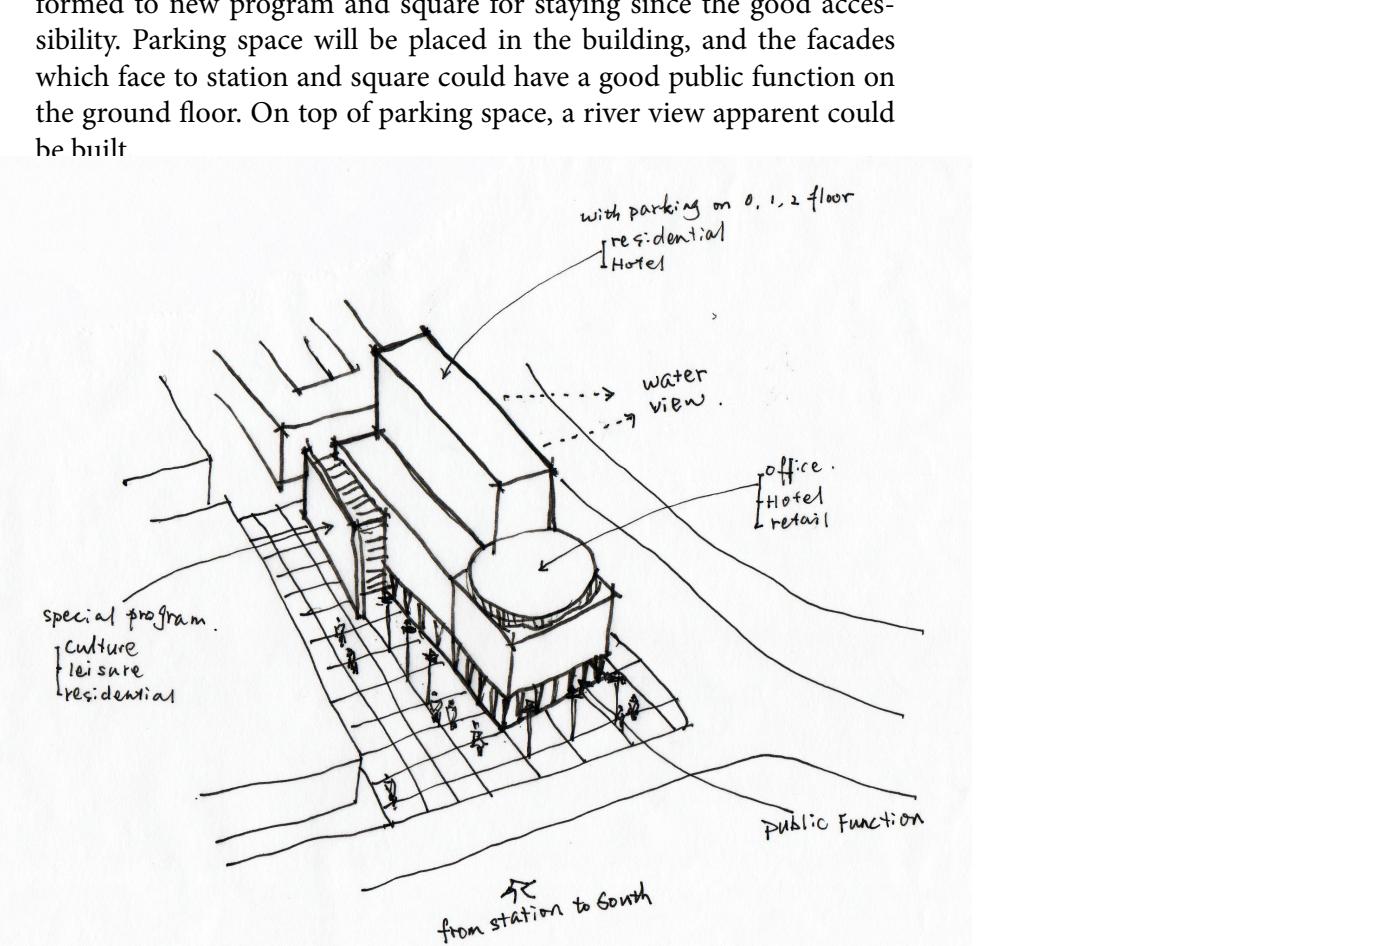 formed to new program and square for staying since the good acces-
sibility. Parking space will be placed in the building, and the facades
which face to station and square could have a good public function on
the ground floor. On top of parking space, a river view apparent could
be built
with parking on 0, 1, 2 floor
residential
Hotel
water
view.
office.
Hotel
retail
special program.
culture
leisure
residential
public Function
from station to South